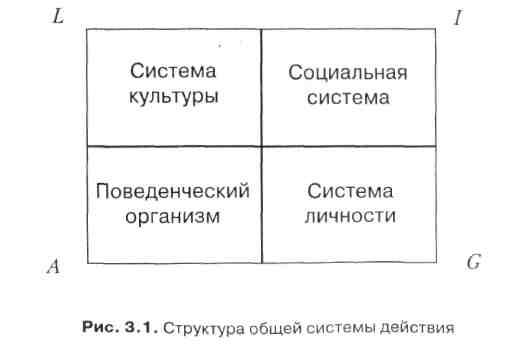 L
I
Система
культуры
Социальная
система
Поведенческий
организм
Система
личности
A
G
Рис. 3.1. Структура общей системы действия